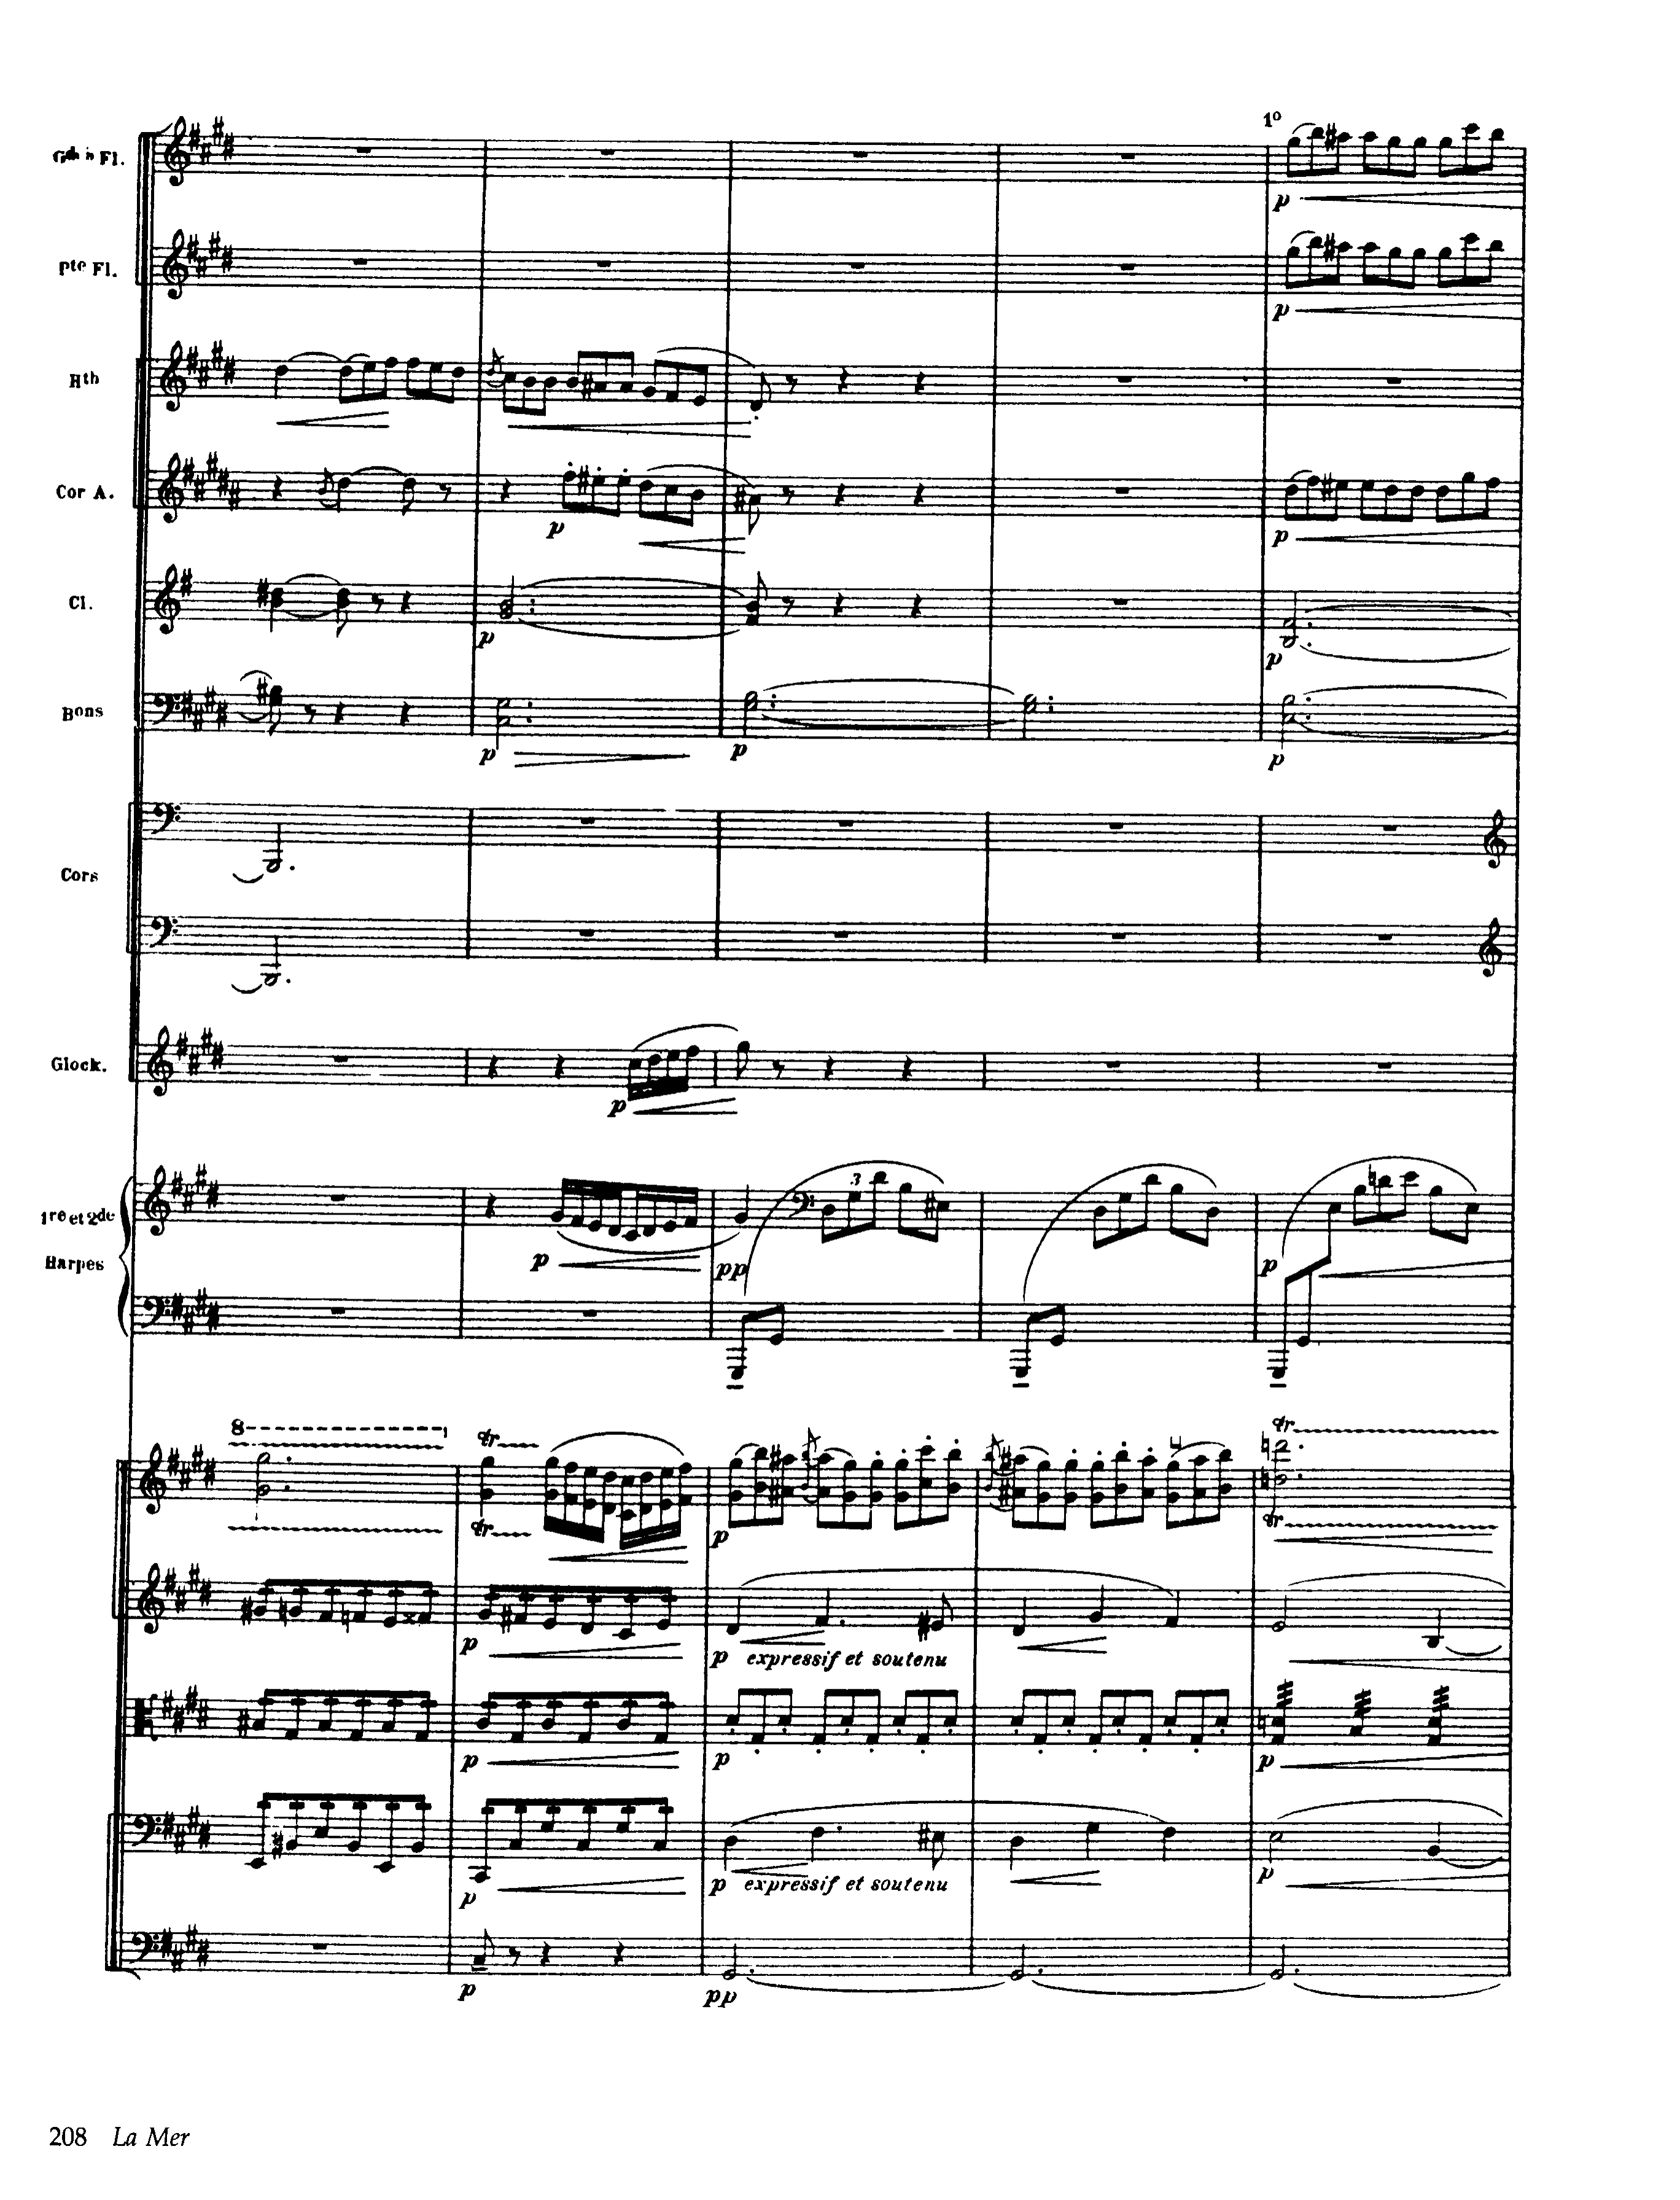 1º
Gdes Fl.
p
Pte Fl.
p
Htb
Cor A.
p
p
Cl.
p
p
Bons
p
p
p
Cors
Glock.
p
3
1re et 2de
Harpes
p
pp
p
8
tr
tr
tr
tr
p
p
p expressif et soutenu
p
p
p
p
p expressif et soutenu
p
p
pp
208 La Mer